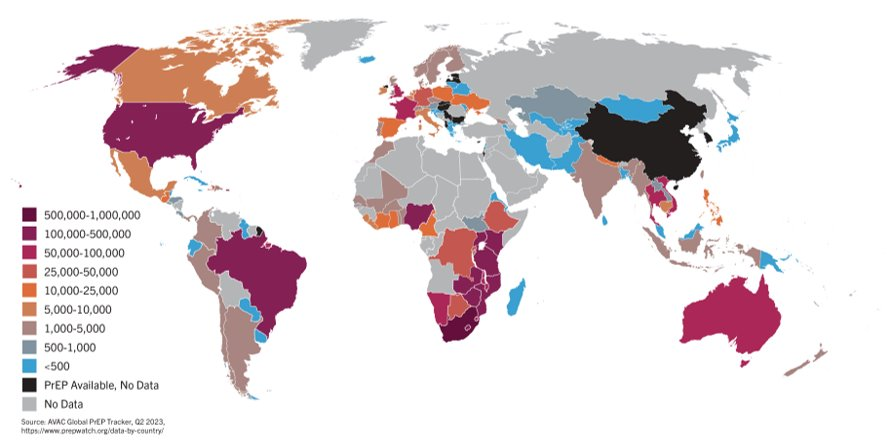 500,000-1,000,000
100,000-500,000
50,000-100,000
25,000-50,000
10,000-25,000
5,000-10,000
1,000-5,000
500-1,000
<500
PrEP Available, No Data
No Data
Source: AVAC Global PrEP Tracker, Q2 2023,
https://www.prepwatch.org/data-by-country/